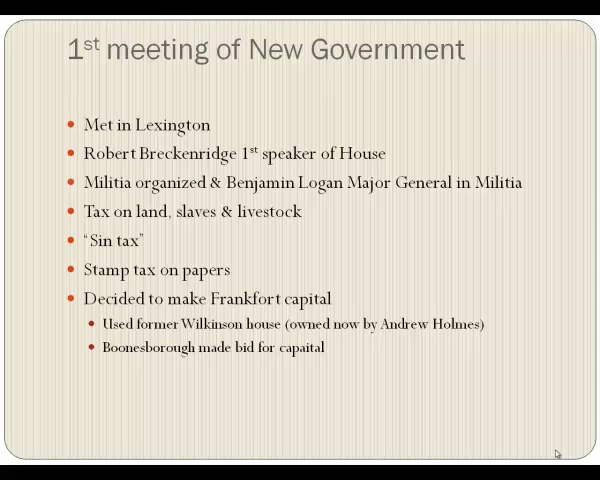 1st meeting of New Government
• Met in Lexington
• Robert Breckenridge 1st speaker of House
• Militia organized & Benjamin Logan Major General in Militia
• Tax on land, slaves & livestock
• "Sin tax"
• Stamp tax on papers
• Decided to make Frankfort capital
• Used former Wilkinson house (owned now by Andrew Holmes)
• Boonesborough made bid for capaital